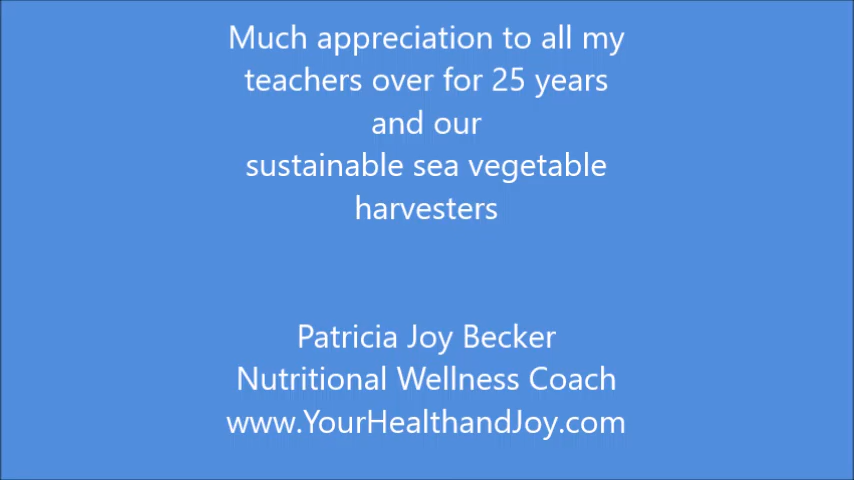 Much appreciation to all my
teachers over for 25 years
and our
sustainable sea vegetable
harvesters
Patricia Joy Becker
Nutritional Wellness Coach
www.YourHealthandJoy.com